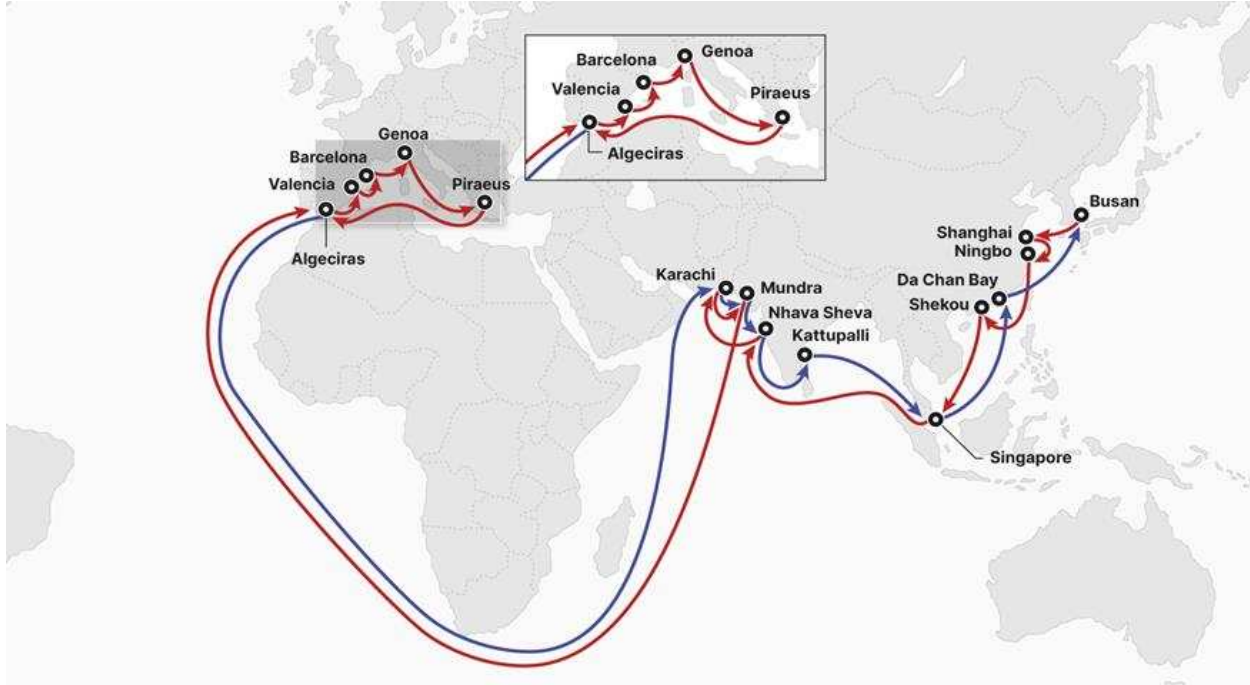 Genoa
Barcelona
Valencia
Piraeus
Algeciras
Genoa
Barcelona
Valencia
Piraeus
Algeciras
Busan
Shanghai
Ningbo
Da Chan Bay
Shekou
Karachi
Mundra
Nhava Sheva
Kattupalli
Singapore